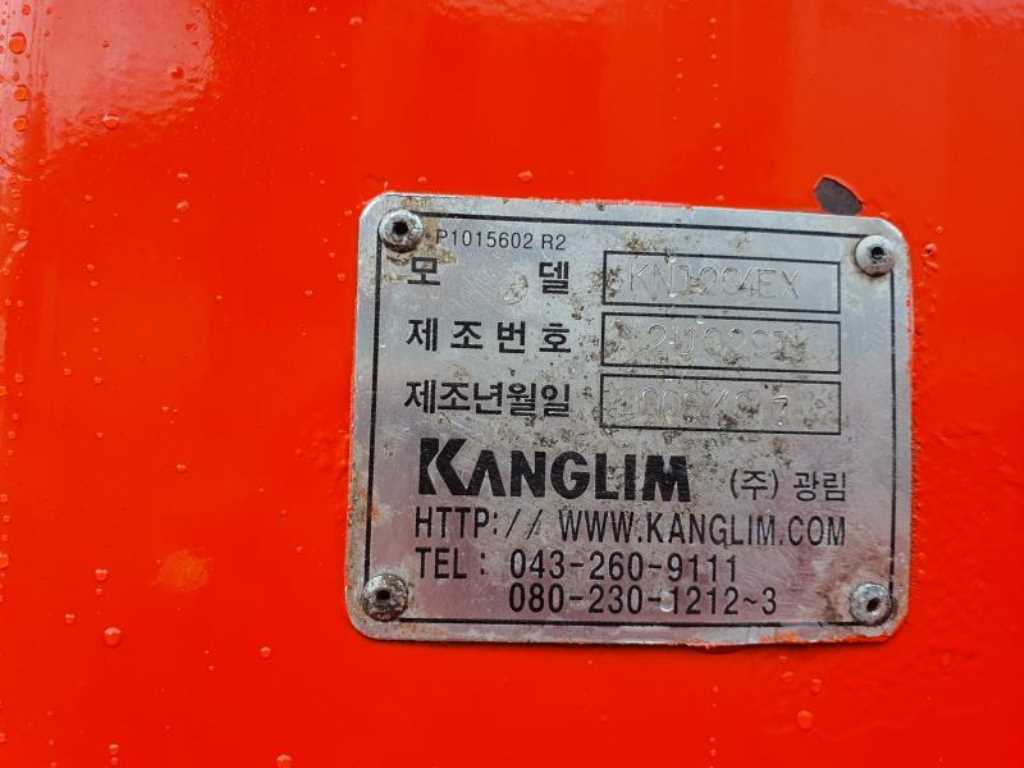 P1015602 R2
모 델
제조번호
제조년월일
KANGLIM (주) 광림
HTTP://WWW.KANGLIM.COM
TEL : 043-260-9111
080-230-1212~3